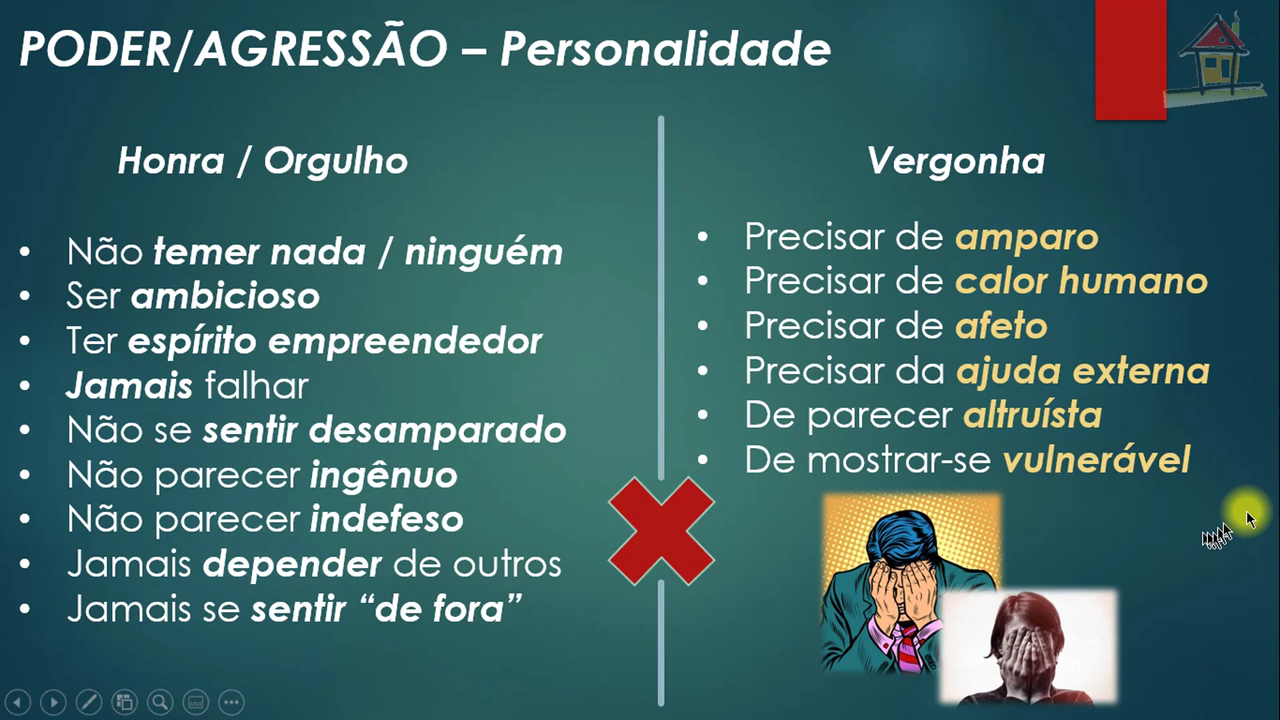 PODER/AGRESSÃO – Personalidade
Honra / Orgulho
• Não temer nada / ninguém
• Ser ambicioso
• Ter espírito empreendedor
• Jamais falhar
• Não se sentir desamparado
• Não parecer ingênuo
• Não parecer indefeso
• Jamais depender de outros
• Jamais se sentir “de fora”
Vergonha
• Precisar de amparo
• Precisar de calor humano
• Precisar de afeto
• Precisar da ajuda externa
• De parecer altruísta
• De mostrar-se vulnerável